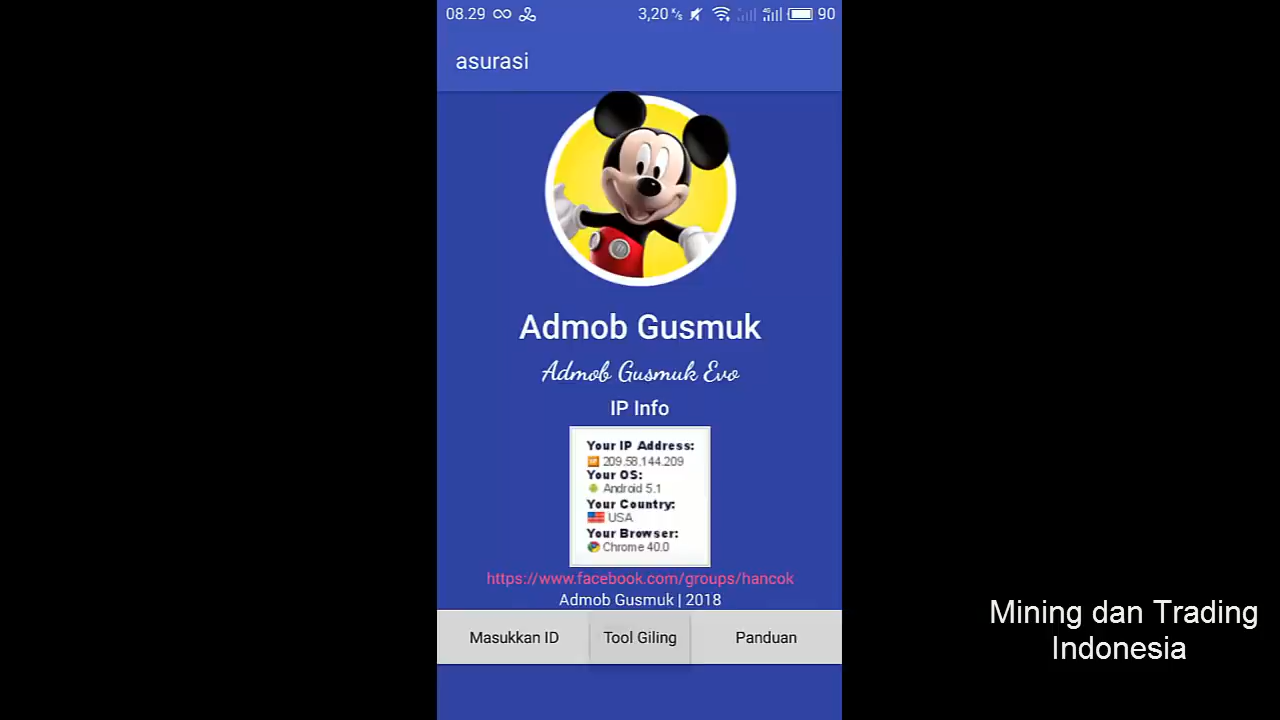 08.29
3,20 K/s
4G
90
asurasi
Admob Gusmuk
Admob Gusmuk Evo
IP Info
Your IP Address:
209.58.144.209
Your OS:
Android 5.1
Your Country:
USA
Your Browser:
Chrome 40.0
https://www.facebook.com/groups/hancok
Admob Gusmuk | 2018
Masukkan ID
Tool Giling
Panduan
Mining dan Trading
Indonesia